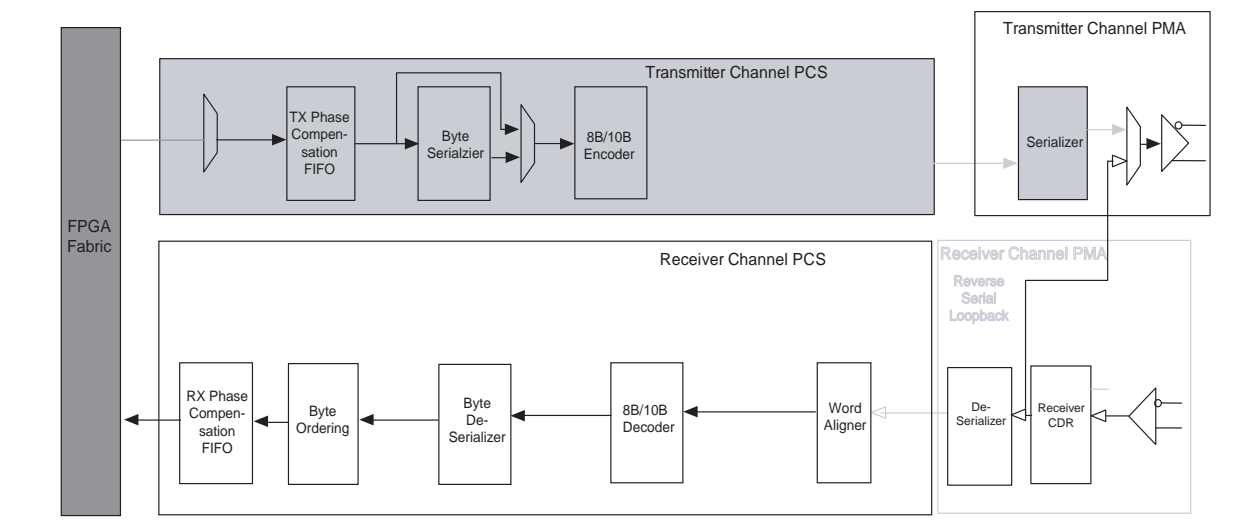 Transmitter Channel PMA
Transmitter Channel PCS
TX Phase
Compen-
sation
FIFO
Byte
Serialzier
8B/10B
Encoder
Serializer
FPGA
Fabric
Receiver Channel PCS
Receiver Channel PMA
Reverse
Serial
Loopback
RX Phase
Compen-
sation
FIFO
Byte
Ordering
Byte
De-
Serializer
8B/10B
Decoder
Word
Aligner
De-
Serializer
Receiver
CDR